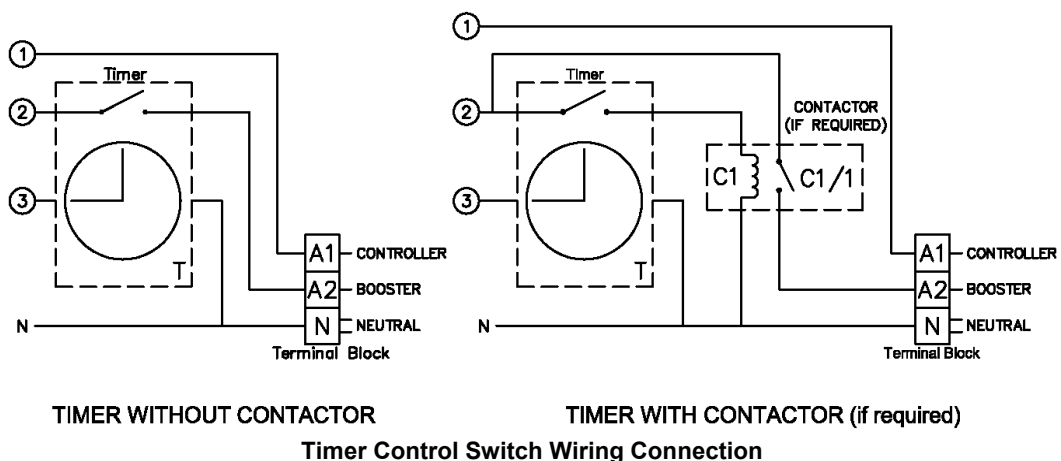 1
Timer
2
3
T
A1 CONTROLLER
A2 BOOSTER
N
N NEUTRAL
Terminal Block
TIMER WITHOUT CONTACTOR
1
Timer
2
CONTACTOR
(IF REQUIRED)
C1
C1/1
3
T
A1 CONTROLLER
A2 BOOSTER
N
N NEUTRAL
Terminal Block
TIMER WITH CONTACTOR (if required)
Timer Control Switch Wiring Connection